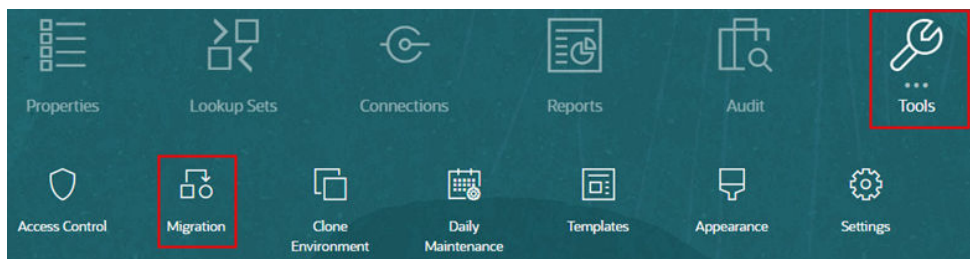 Properties
Lookup Sets
Connections
Reports
Audit
Tools
Access Control
Migration
Clone
Environment
Daily
Maintenance
Templates
Appearance
Settings